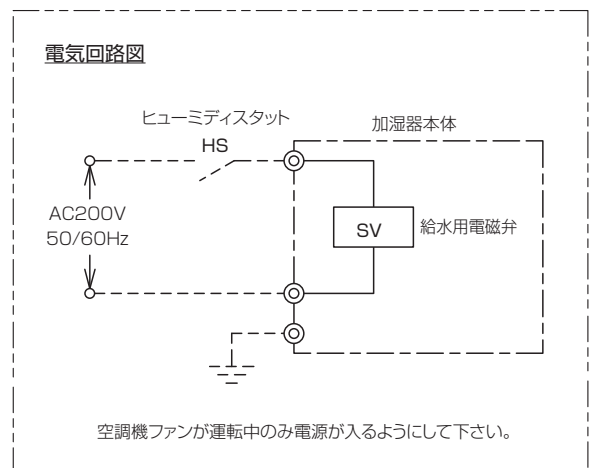 電気回路図
ヒューミディスタット
HS
加湿器本体
AC200V
50/60Hz
SV
給水用電磁弁
空調機ファンが運転中のみ電源が入るようにして下さい。